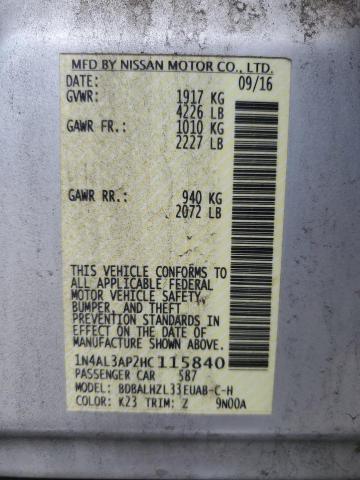 MFD BY NISSAN MOTOR CO., LTD.
DATE: 09/16
GVWR: 1917 KG
4226 LB
GAWR FR.: 1010 KG
2227 LB
GAWR RR.: 940 KG
2072 LB
THIS VEHICLE CONFORMS TO
ALL APPLICABLE FEDERAL
MOTOR VEHICLE SAFETY,
BUMPER, AND THEFT
PREVENTION STANDARDS IN
EFFECT ON THE DATE OF
MANUFACTURE SHOWN ABOVE.
1N4AL3AP2HC115840
PASSENGER CAR 387
MODEL: BDBALHZL33EUAB-C-H
COLOR: K23 TRIM: Z 9N00A